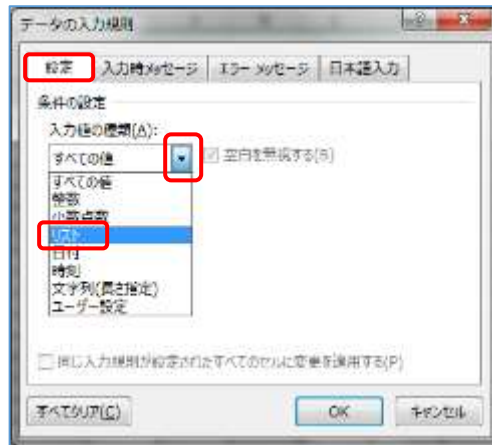 データの入力規則
設定 入力時メッセージ エラー メッセージ 日本語入力
条件の設定
入力値の種類(A):
すべての値 空白を無視する(B)
すべての値
整数
小数点数
リスト
日付
時刻
文字列(長さ指定)
ユーザー設定
同じ入力規則が設定されたすべてのセルに変更を適用する(P)
すべてクリア(C) OK キャンセル